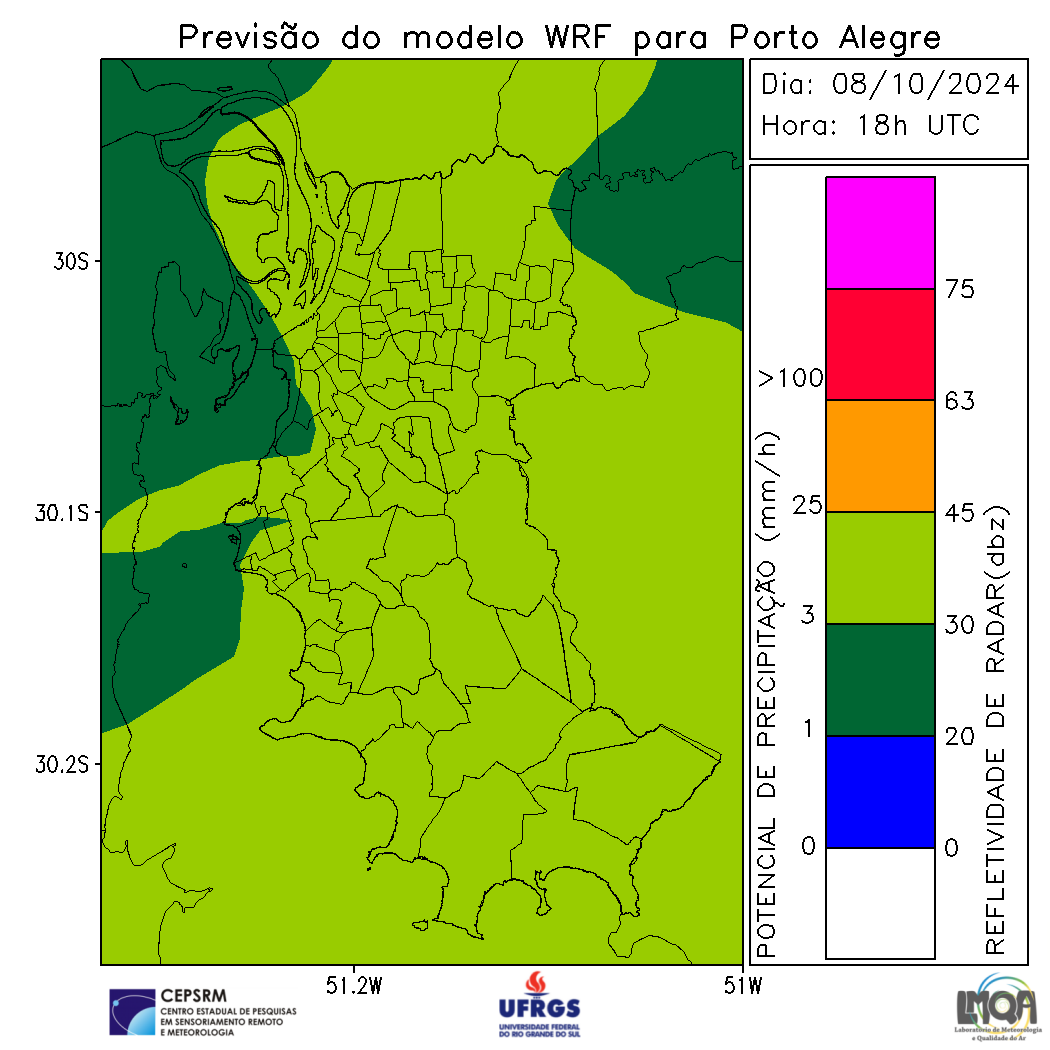 Previsão do modelo WRF para Porto Alegre
Dia: 08/10/2024
Hora: 18h UTC
30S
30.1S
30.2S
51.2W
51W
POTENCIAL DE PRECIPITAÇÃO (mm/h)
>100
25
3
1
0
75
63
45
30
20
0
REFLETIVIDADE DE RADAR(dbz)
CEPSRM
CENTRO ESTADUAL DE PESQUISAS
EM SENSORIAMENTO REMOTO
E METEOROLOGIA
UFRGS
UNIVERSIDADE FEDERAL
DO RIO GRANDE DO SUL
LMQA
Laboratório de Meteorologia
e Qualidade do Ar